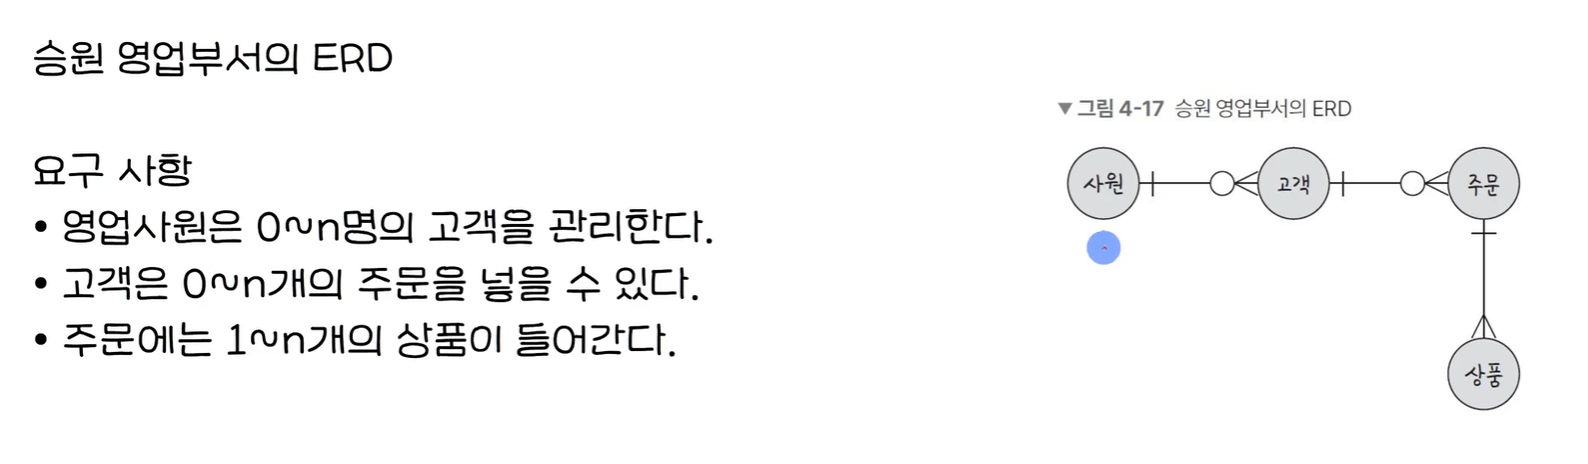 승원 영업부서의 ERD
요구 사항
• 영업사원은 0~n명의 고객을 관리한다.
• 고객은 0~n개의 주문을 넣을 수 있다.
• 주문에는 1~n개의 상품이 들어간다.
▼ 그림 4-17 승원 영업부서의 ERD
사원
고객
주문
상품